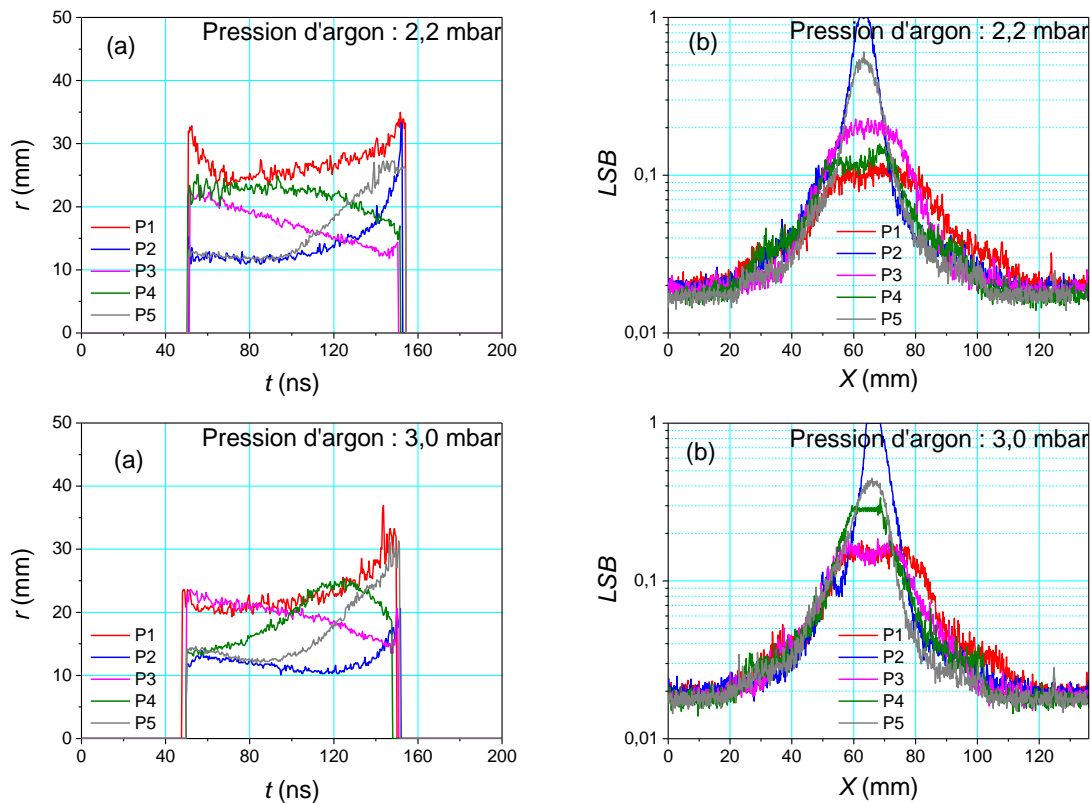 (a)
Pression d'argon : 2,2 mbar
50
40
30
20
10
0
r (mm)
P1
P2
P3
P4
P5
0 40 80 120 160 200
t (ns)
(b)
Pression d'argon : 2,2 mbar
1
0,1
0,01
LSB
P1
P2
P3
P4
P5
0 20 40 60 80 100 120
X (mm)
(a)
Pression d'argon : 3,0 mbar
50
40
30
20
10
0
r (mm)
P1
P2
P3
P4
P5
0 40 80 120 160 200
t (ns)
(b)
Pression d'argon : 3,0 mbar
1
0,1
0,01
LSB
P1
P2
P3
P4
P5
0 20 40 60 80 100 120
X (mm)